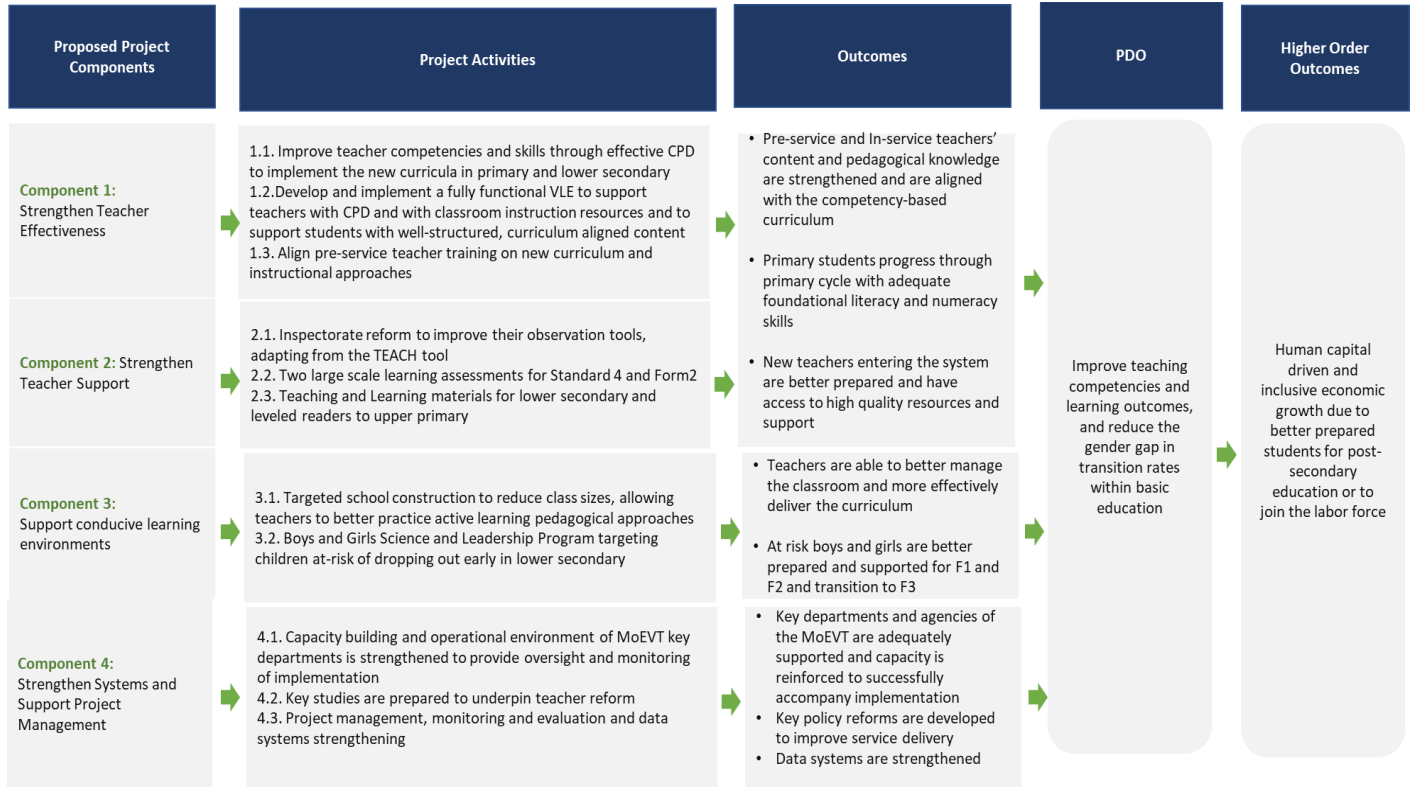 Proposed Project
Components
Project Activities
Outcomes
PDO
Higher Order
Outcomes
Component 1:
Strengthen Teacher
Effectiveness
1.1. Improve teacher competencies and skills through effective CPD
to implement the new curricula in primary and lower secondary
1.2.Develop and implement a fully functional VLE to support
teachers with CPD and with classroom instruction resources and to
support students with well-structured, curriculum aligned content
1.3. Align pre-service teacher training on new curriculum and
instructional approaches
• Pre-service and In-service teachers’
content and pedagogical knowledge
are strengthened and are aligned
with the competency-based
curriculum
• Primary students progress through
primary cycle with adequate
foundational literacy and numeracy
skills
• New teachers entering the system
are better prepared and have
access to high quality resources and
support
Component 2: Strengthen
Teacher Support
2.1. Inspectorate reform to improve their observation tools,
adapting from the TEACH tool
2.2. Two large scale learning assessments for Standard 4 and Form2
2.3. Teaching and Learning materials for lower secondary and
leveled readers to upper primary
Component 3:
Support conducive learning
environments
3.1. Targeted school construction to reduce class sizes, allowing
teachers to better practice active learning pedagogical approaches
3.2. Boys and Girls Science and Leadership Program targeting
children at-risk of dropping out early in lower secondary
• Teachers are able to better manage
the classroom and more effectively
deliver the curriculum
• At risk boys and girls are better
prepared and supported for F1 and
F2 and transition to F3
Component 4:
Strengthen Systems and
Support Project
Management
4.1. Capacity building and operational environment of MoEVT key
departments is strengthened to provide oversight and monitoring
of implementation
4.2. Key studies are prepared to underpin teacher reform
4.3. Project management, monitoring and evaluation and data
systems strengthening
• Key departments and agencies of
the MoEVT are adequately
supported and capacity is
reinforced to successfully
accompany implementation
• Key policy reforms are developed
to improve service delivery
• Data systems are strengthened
Improve teaching
competencies and
learning outcomes,
and reduce the
gender gap in
transition rates
within basic
education
Human capital
driven and
inclusive economic
growth due to
better prepared
students for post-
secondary
education or to
join the labor force